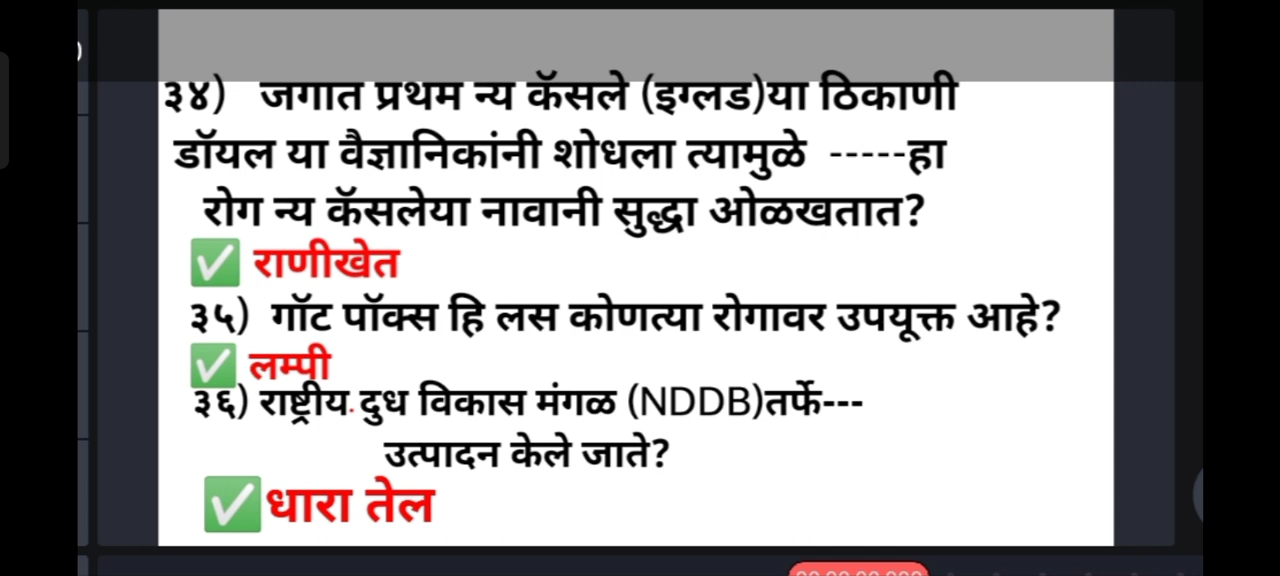 ३४) जगात प्रथम न्य कॅसले (इग्लड)या ठिकाणी
डॉयल या वैज्ञानिकांनी शोधला त्यामुळे -----हा
रोग न्य कॅसलेया नावानी सुद्धा ओळखतात?
✅ राणीखेत
३५) गॉट पॉक्स हि लस कोणत्या रोगावर उपयूक्त आहे?
✅ लम्पी
३६) राष्ट्रीय दुध विकास मंगळ (NDDB)तर्फे---
उत्पादन केले जाते?
✅धारा तेल